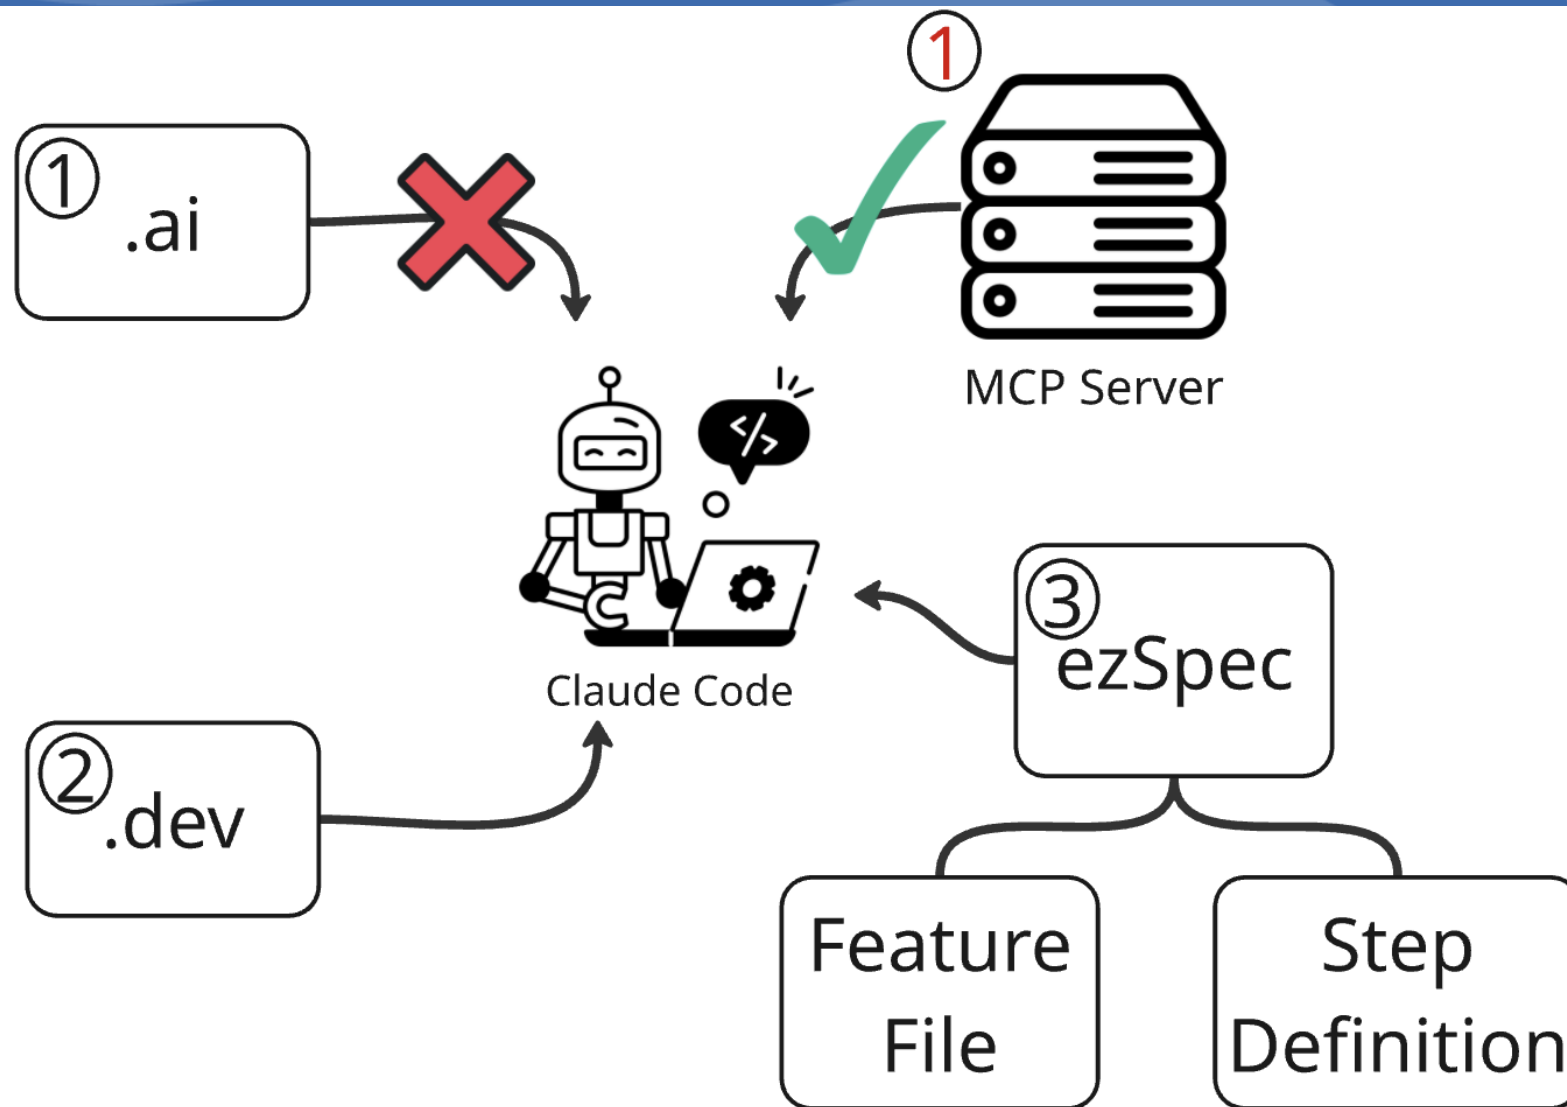 1
.ai
1
MCP Server
</>
Claude Code
2
.dev
3
ezSpec
Feature
File
Step
Definition